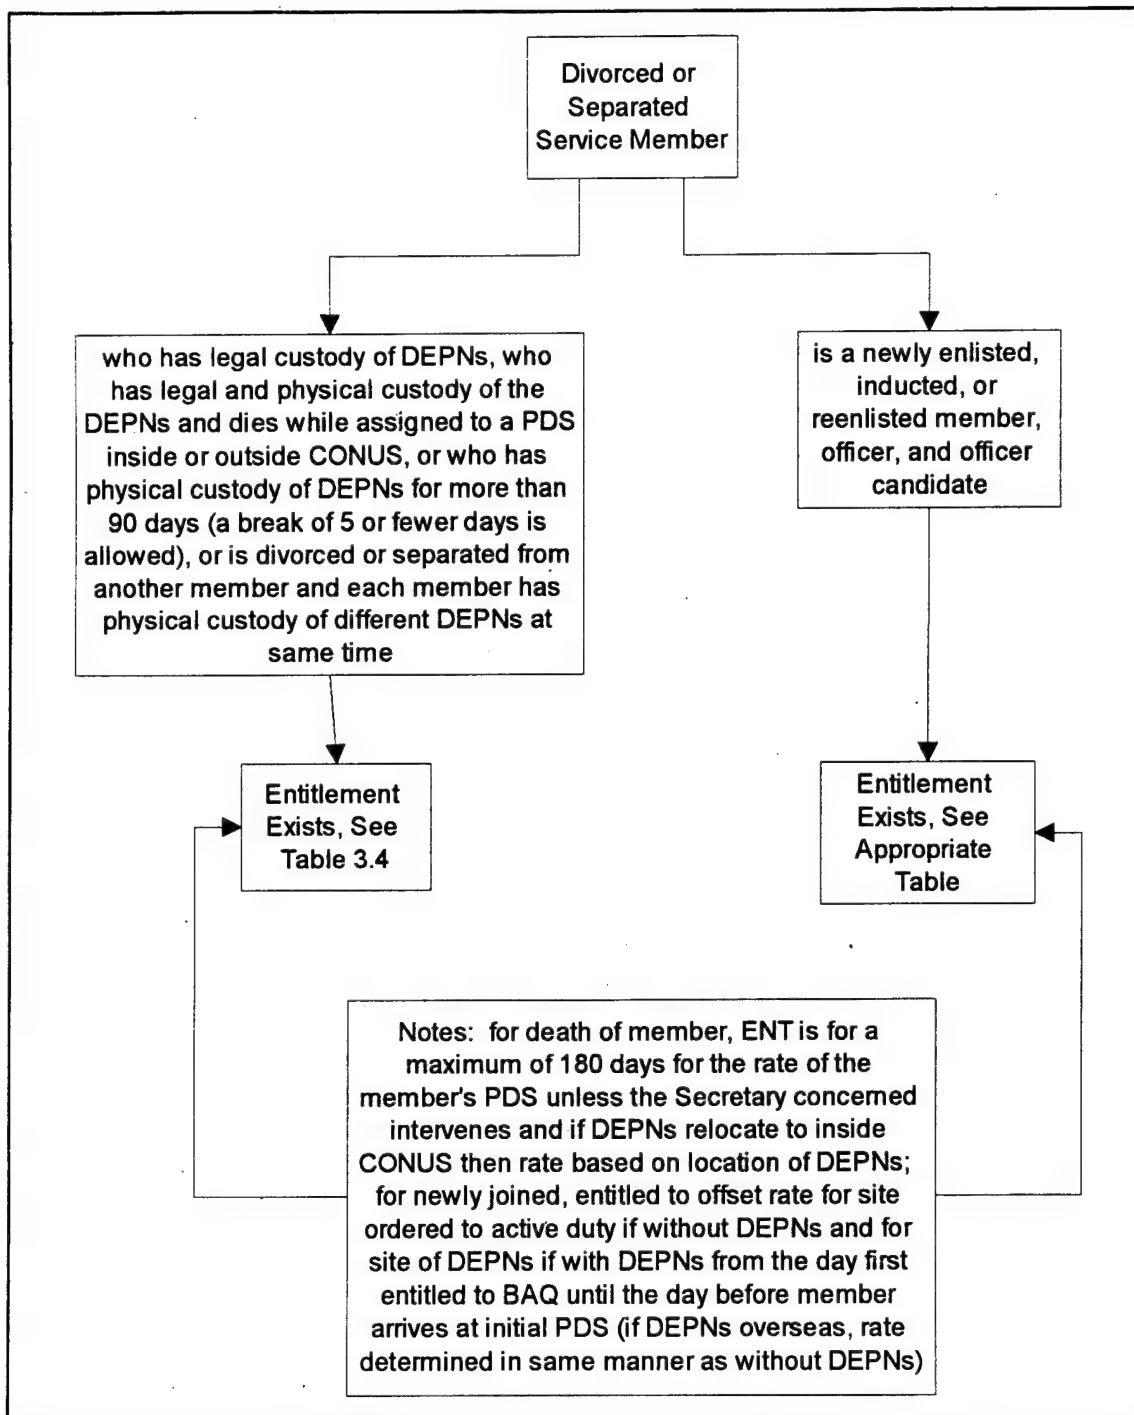 Divorced or
Separated
Service Member
who has legal custody of DEPNs, who
has legal and physical custody of the
DEPNs and dies while assigned to a PDS
inside or outside CONUS, or who has
physical custody of DEPNs for more than
90 days (a break of 5 or fewer days is
allowed), or is divorced or separated from
another member and each member has
physical custody of different DEPNs at
same time
is a newly enlisted,
inducted, or
reenlisted member,
officer, and officer
candidate
Entitlement
Exists, See
Table 3.4
Entitlement
Exists, See
Appropriate
Table
Notes: for death of member, ENT is for a
maximum of 180 days for the rate of the
member's PDS unless the Secretary concerned
intervenes and if DEPNs relocate to inside
CONUS then rate based on location of DEPNs;
for newly joined, entitled to offset rate for site
ordered to active duty if without DEPNs and for
site of DEPNs if with DEPNs from the day first
entitled to BAQ until the day before member
arrives at initial PDS (if DEPNs overseas, rate
determined in same manner as without DEPNs)